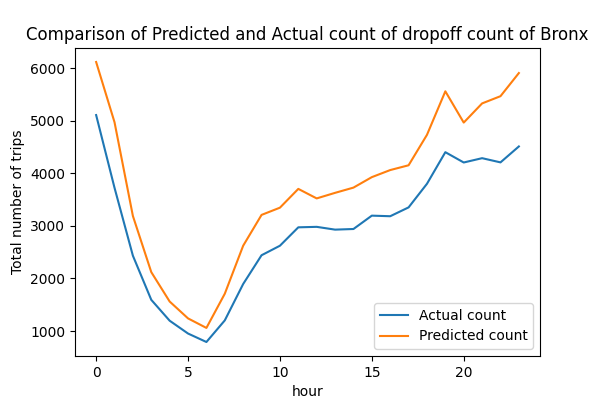 Comparison of Predicted and Actual count of dropoff count of Bronx
6000
5000
4000
3000
2000
1000
Total number of trips
0
5
10
15
20
hour
Actual count
Predicted count